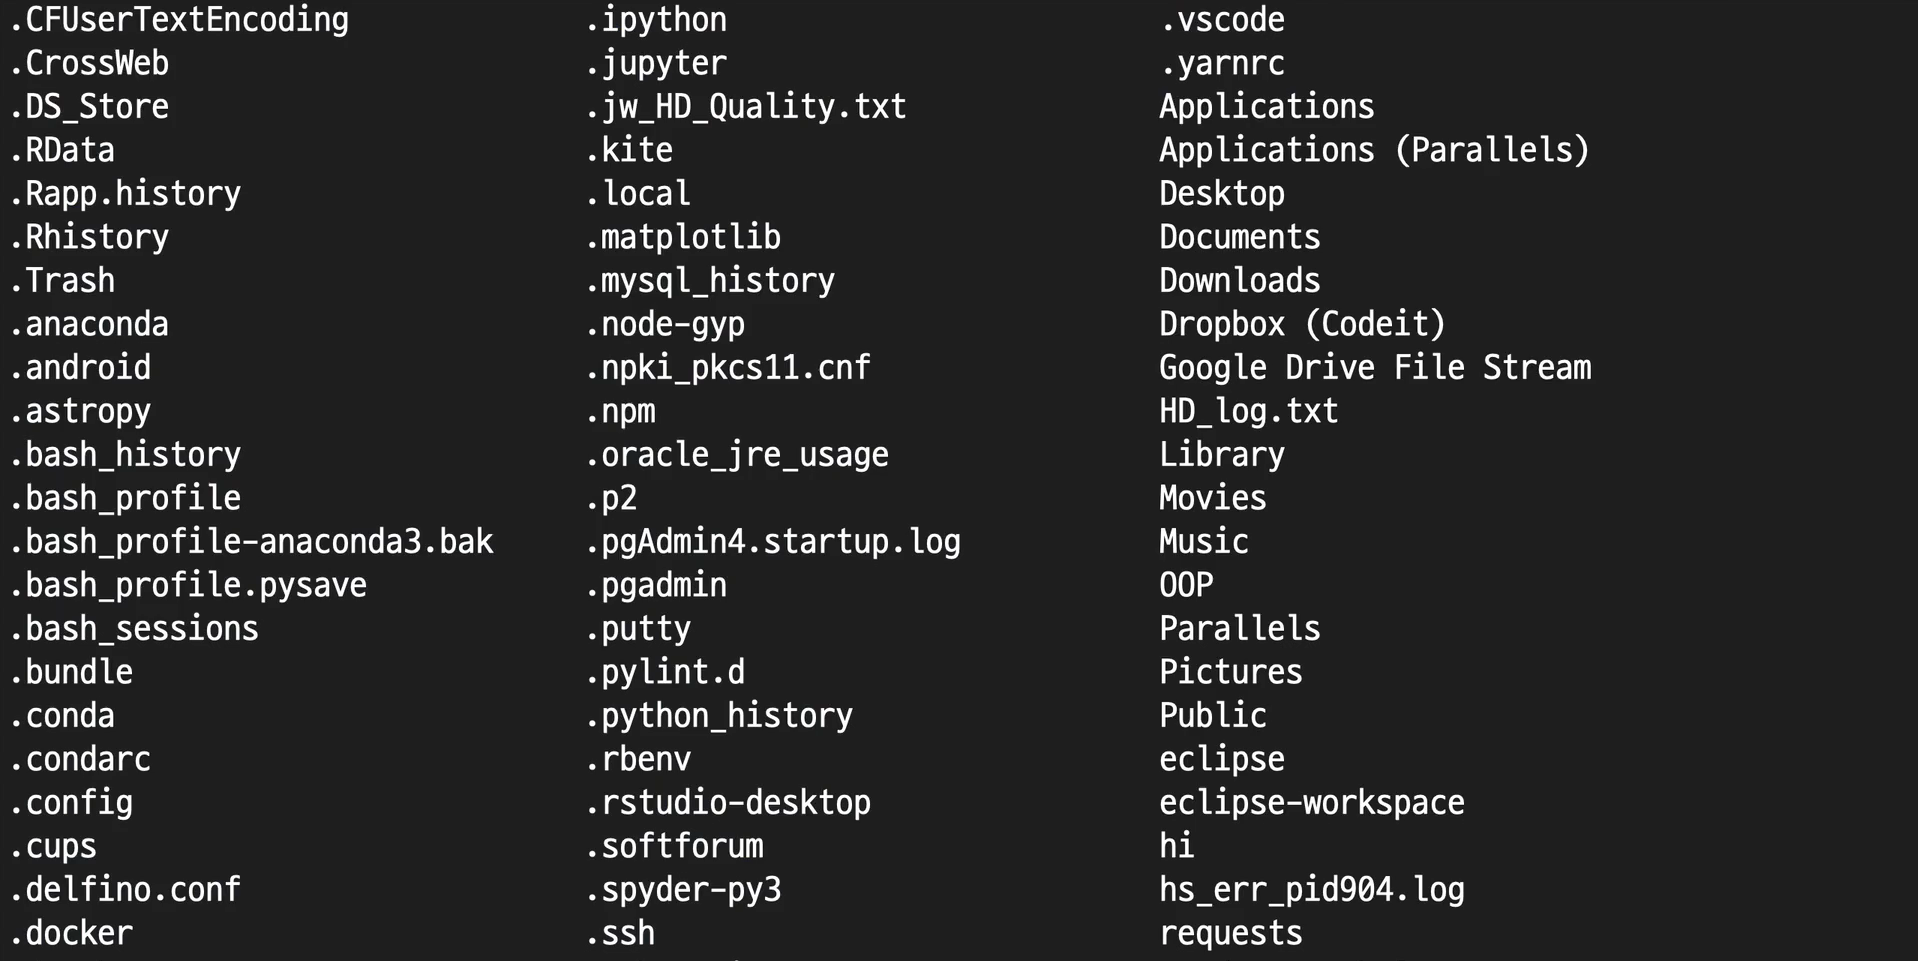 .CFUserTextEncoding
.CrossWeb
.DS_Store
.RData
.Rapp.history
.Rhistory
.Trash
.anaconda
.android
.astropy
.bash_history
.bash_profile
.bash_profile-anaconda3.bak
.bash_profile.pysave
.bash_sessions
.bundle
.conda
.condarc
.config
.cups
.delfino.conf
.docker
.ipython
.jupyter
.jw_HD_Quality.txt
.kite
.local
.matplotlib
.mysql_history
.node-gyp
.npki_pkcs11.cnf
.npm
.oracle_jre_usage
.p2
.pgAdmin4.startup.log
.pgadmin
.putty
.pylint.d
.python_history
.rbenv
.rstudio-desktop
.softforum
.spyder-py3
.ssh
.vscode
.yarnrc
Applications
Applications (Parallels)
Desktop
Documents
Downloads
Dropbox (Codeit)
Google Drive File Stream
HD_log.txt
Library
Movies
Music
OOP
Parallels
Pictures
Public
eclipse
eclipse-workspace
hi
hs_err_pid904.log
requests